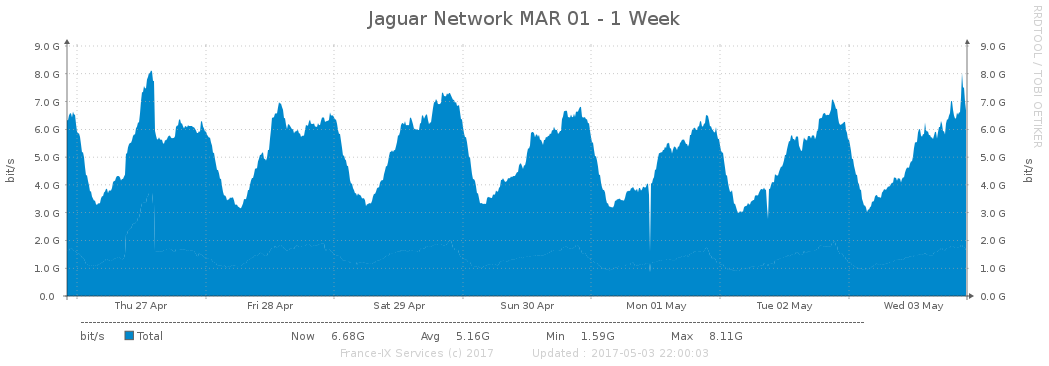 Jaguar Network MAR 01 - 1 Week
RRDTOOL / TOBI OETIKER
bit/s
9.0 G
8.0 G
7.0 G
6.0 G
5.0 G
4.0 G
3.0 G
2.0 G
1.0 G
0.0
9.0 G
8.0 G
7.0 G
6.0 G
5.0 G
4.0 G
3.0 G
2.0 G
1.0 G
0.0 G
bit/s
Thu 27 Apr Fri 28 Apr Sat 29 Apr Sun 30 Apr Mon 01 May Tue 02 May Wed 03 May
bit/s Total Now 6.68G Avg 5.16G Min 1.59G Max 8.11G
France-IX Services (c) 2017 Updated : 2017-05-03 22:00:03